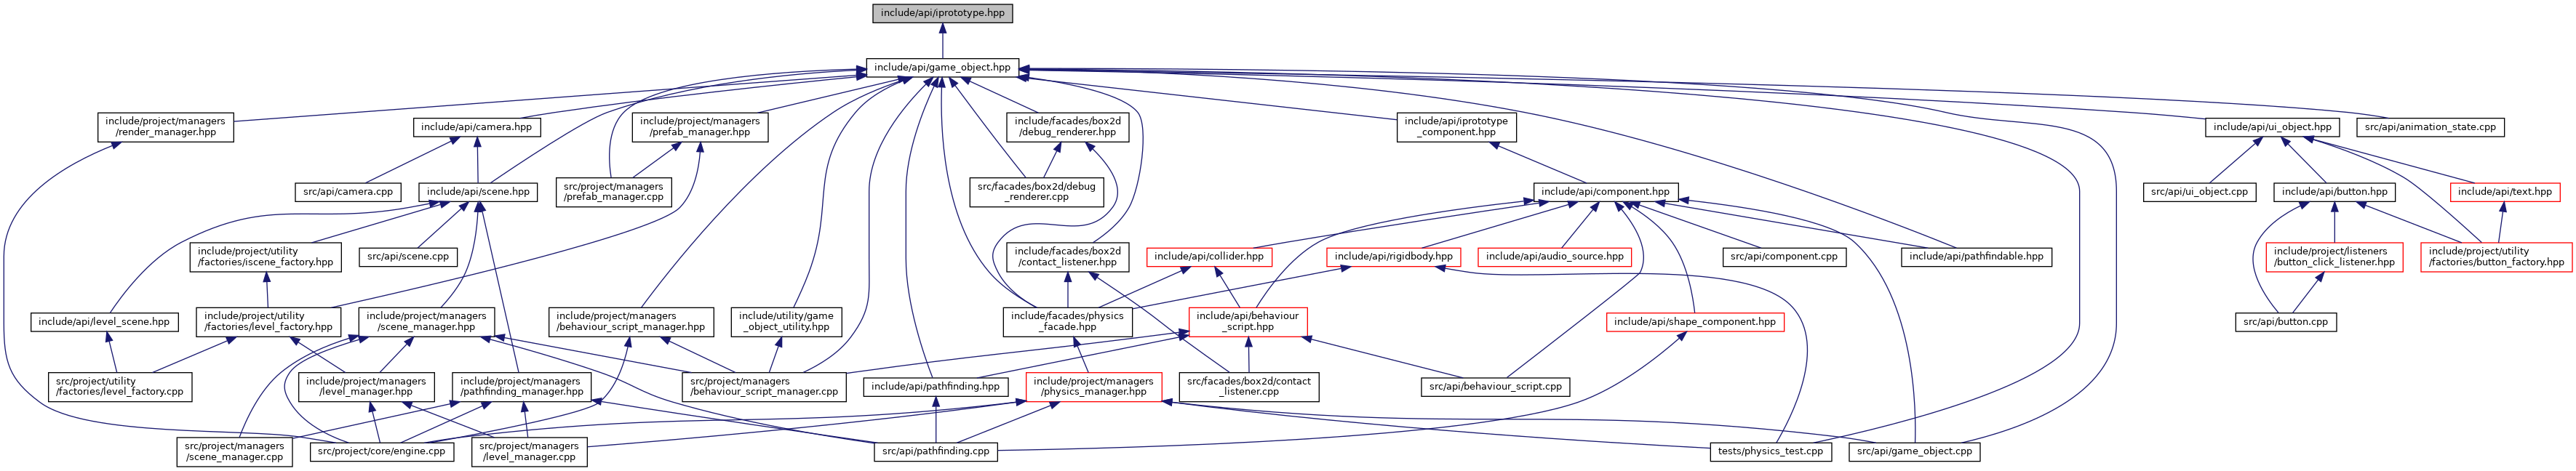 include/api/iprototype.hpp
include/api/game_object.hpp
include/project/managers
/render_manager.hpp
include/api/camera.hpp
include/project/managers
/prefab_manager.hpp
include/facades/box2d
/debug_renderer.hpp
include/api/iprototype
_component.hpp
include/api/ui_object.hpp
src/api/animation_state.cpp
src/api/camera.cpp
include/api/scene.hpp
src/project/managers
/prefab_manager.cpp
src/facades/box2d/debug
_renderer.cpp
include/api/component.hpp
src/api/ui_object.cpp
include/api/button.hpp
include/api/text.hpp
include/project/utility
/factories/iscene_factory.hpp
src/api/scene.cpp
include/facades/box2d
/contact_listener.hpp
include/api/collider.hpp
include/api/rigidbody.hpp
include/api/audio_source.hpp
src/api/component.cpp
include/api/pathfindable.hpp
include/project/listeners
/button_click_listener.hpp
include/project/utility
/factories/button_factory.hpp
include/api/level_scene.hpp
include/project/utility
/factories/level_factory.hpp
include/project/managers
/scene_manager.hpp
include/project/managers
/behaviour_script_manager.hpp
include/utility/game
_object_utility.hpp
include/facades/physics
_facade.hpp
include/api/behaviour
_script.hpp
include/api/shape_component.hpp
src/api/button.cpp
src/project/utility
/factories/level_factory.cpp
include/project/managers
/level_manager.hpp
include/project/managers
/pathfinding_manager.hpp
src/project/managers
/behaviour_script_manager.cpp
include/api/pathfinding.hpp
include/project/managers
/physics_manager.hpp
src/facades/box2d/contact
_listener.cpp
src/api/behaviour_script.cpp
src/project/managers
/scene_manager.cpp
src/project/core/engine.cpp
src/project/managers
/level_manager.cpp
src/api/pathfinding.cpp
tests/physics_test.cpp
src/api/game_object.cpp